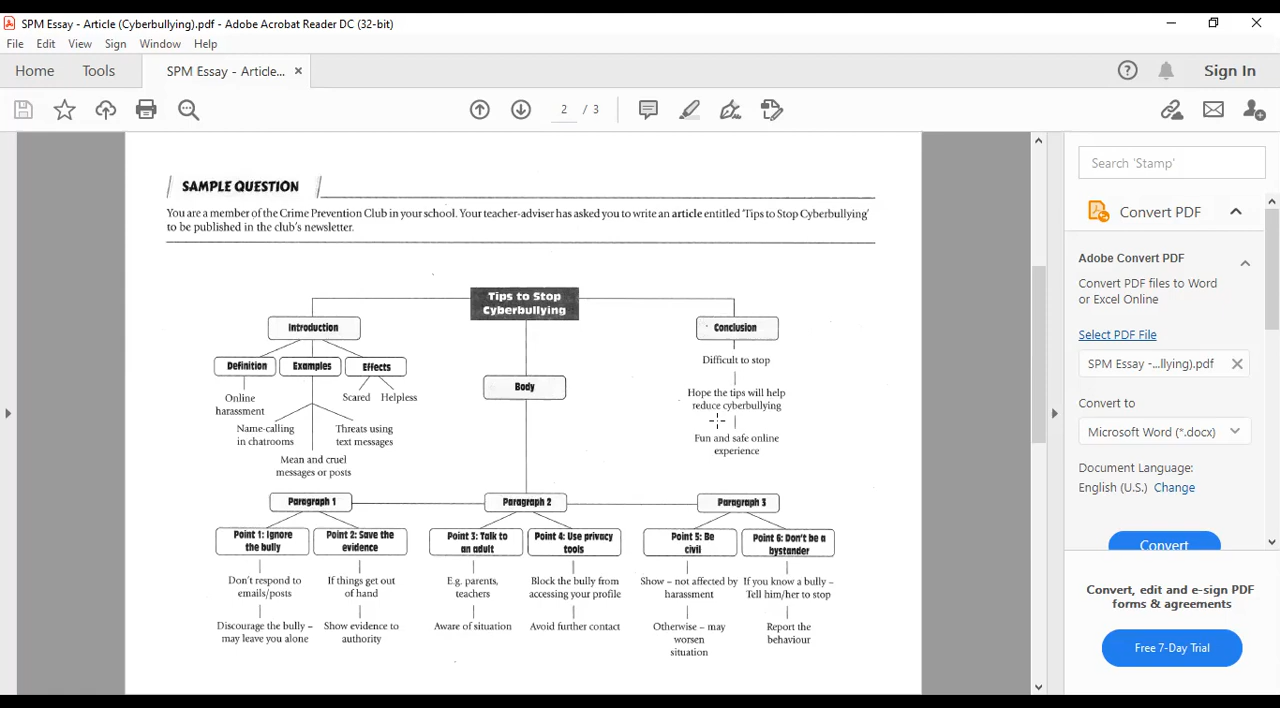 SPM Essay - Article (Cyberbullying).pdf - Adobe Acrobat Reader DC (32-bit)
File Edit View Sign Window Help
Home Tools SPM Essay - Article... ×
Sign In
2 / 3
SAMPLE QUESTION
You are a member of the Crime Prevention Club in your school. Your teacher-adviser has asked you to write an article entitled 'Tips to Stop Cyberbullying'
to be published in the club's newsletter.
Tips to Stop
Cyberbullying
Introduction
Definition
Examples
Effects
Online
harassment
Name-calling
in chatrooms
Mean and cruel
messages or posts
Threats using
text messages
Scared
Helpless
Body
Conclusion
Difficult to stop
Hope the tips will help
reduce cyberbullying
Fun and safe online
experience
Paragraph 1
Point 1: Ignore
the bully
Don't respond to
emails/posts
Discourage the bully –
may leave you alone
Point 2: Save the
evidence
If things get out
of hand
Show evidence to
authority
Paragraph 2
Point 3: Talk to
an adult
E.g. parents,
teachers
Aware of situation
Point 4: Use privacy
tools
Block the bully from
accessing your profile
Avoid further contact
Paragraph 3
Point 5: Be
civil
Show – not affected by
harassment
Otherwise – may
worsen
situation
Point 6: Don't be a
bystander
If you know a bully –
Tell him/her to stop
Report the
behaviour
Search 'Stamp'
Convert PDF
Adobe Convert PDF
Convert PDF files to Word
or Excel Online
Select PDF File
SPM Essay -...llying).pdf
Convert to
Microsoft Word (*.docx)
Document Language:
English (U.S.) Change
Convert
Convert, edit and e-sign PDF
forms & agreements
Free 7-Day Trial